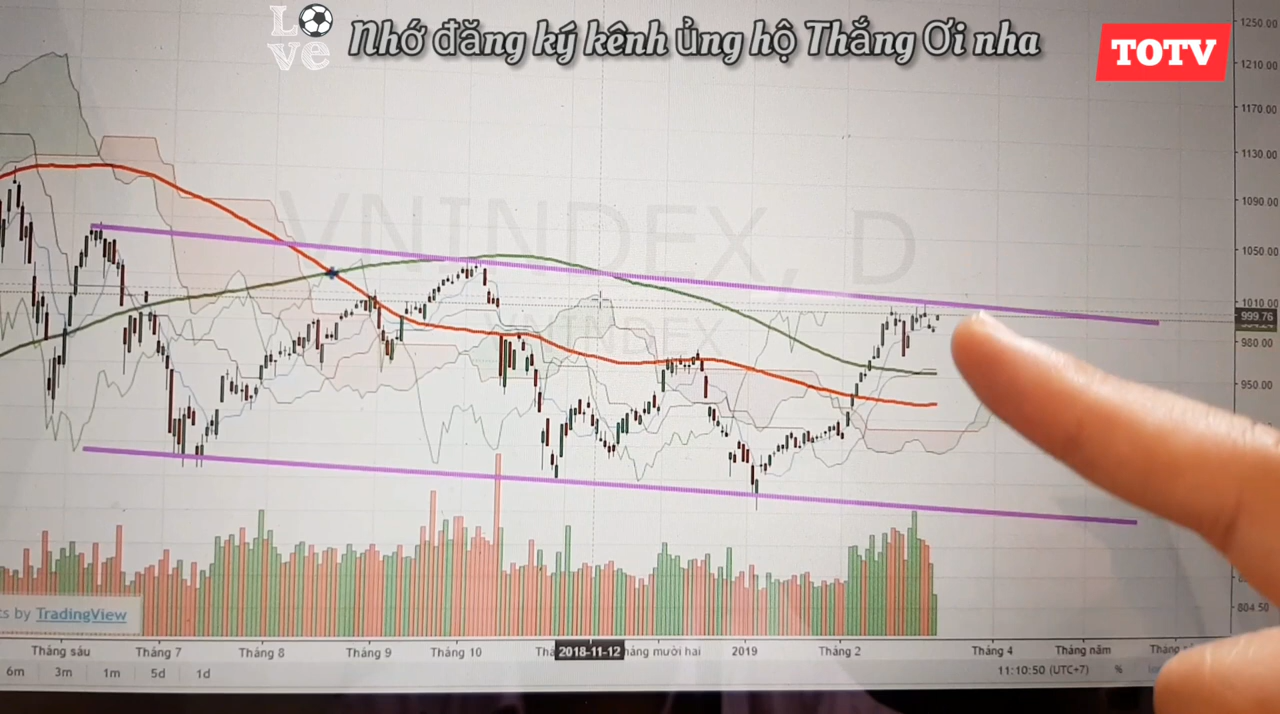 LOVE
Nhớ đăng ký kênh ủng hộ Thắng Ơi nha
TOTV
VNINDEX, D
VNINDEX
1250.00
1210.00
1170.00
1130.00
1090.00
1050.00
1010.00
999.76
980.00
950.00
804.50
ts by TradingView
Tháng sáu Tháng 7 Tháng 8 Tháng 9 Tháng 10 2018-11-12 háng mười hai 2019 Tháng 2 Tháng 4 Tháng năm
6m 3m 1m 5d 1d 11:10:50 (UTC+7) %